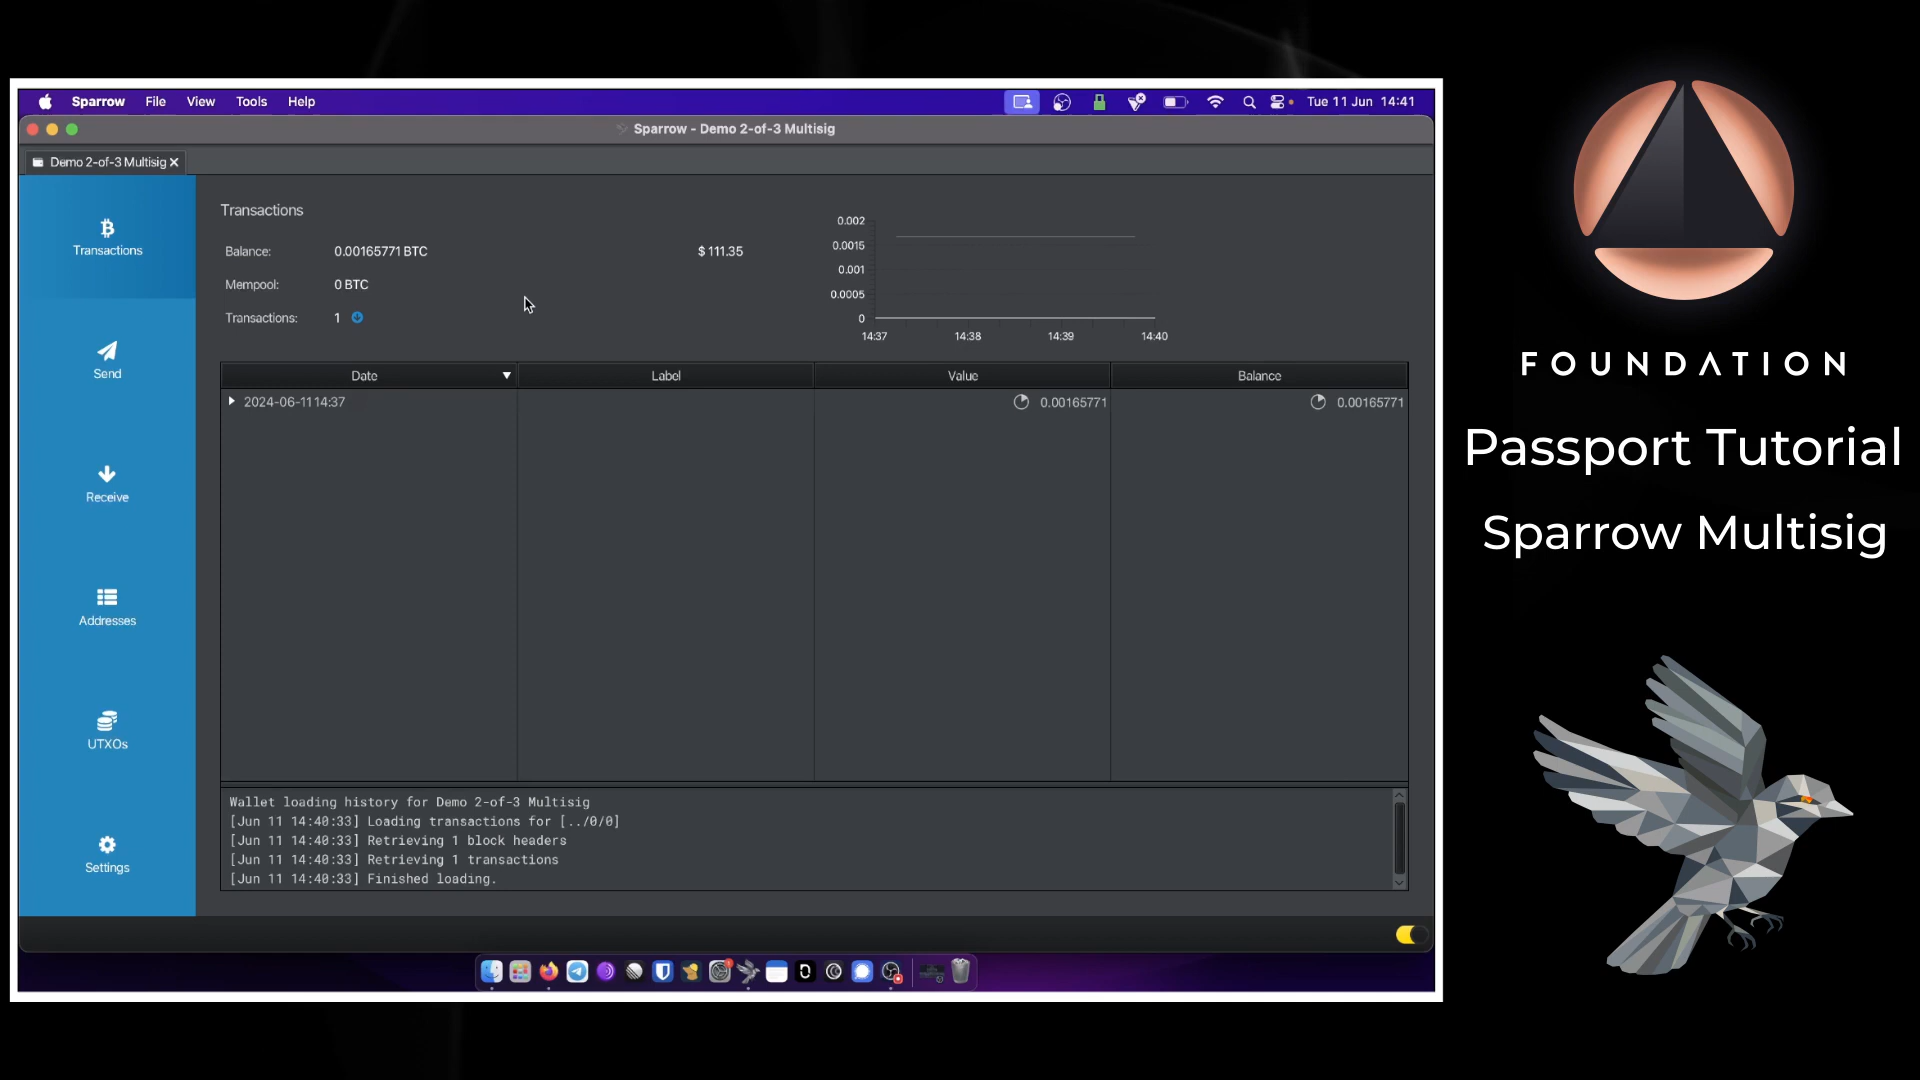 Sparrow File View Tools Help Tue 11 Jun 14:41
Sparrow - Demo 2-of-3 Multisig
Demo 2-of-3 Multisig
Transactions
Send
Receive
Addresses
UTXOs
Settings
Transactions
Balance: 0.00165771 BTC $ 111.35
Mempool: 0 BTC
Transactions: 1
0.002
0.0015
0.001
0.0005
0
14:37 14:38 14:39 14:40
Date Label Value Balance
2024-06-11 14:37 0.00165771 0.00165771
Wallet loading history for Demo 2-of-3 Multisig
[Jun 11 14:40:33] Loading transactions for [../0/0]
[Jun 11 14:40:33] Retrieving 1 block headers
[Jun 11 14:40:33] Retrieving 1 transactions
[Jun 11 14:40:33] Finished loading.
FOUNDATION
Passport Tutorial
Sparrow Multisig